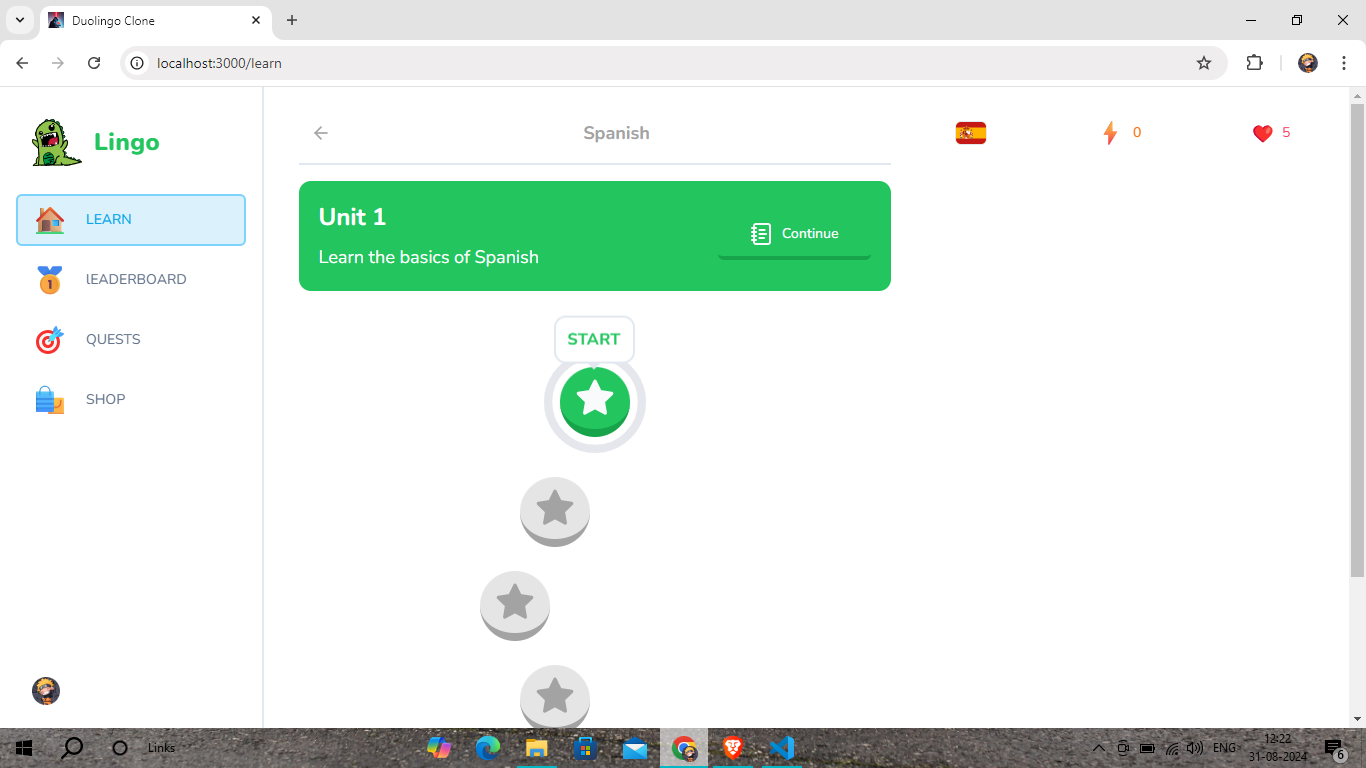 Duolingo Clone
localhost:3000/learn
Lingo
LEARN
lEADERBOARD
QUESTS
SHOP
Spanish
0
5
Unit 1
Learn the basics of Spanish
Continue
START
1
Links
ENG
12:22
31-08-2024
6